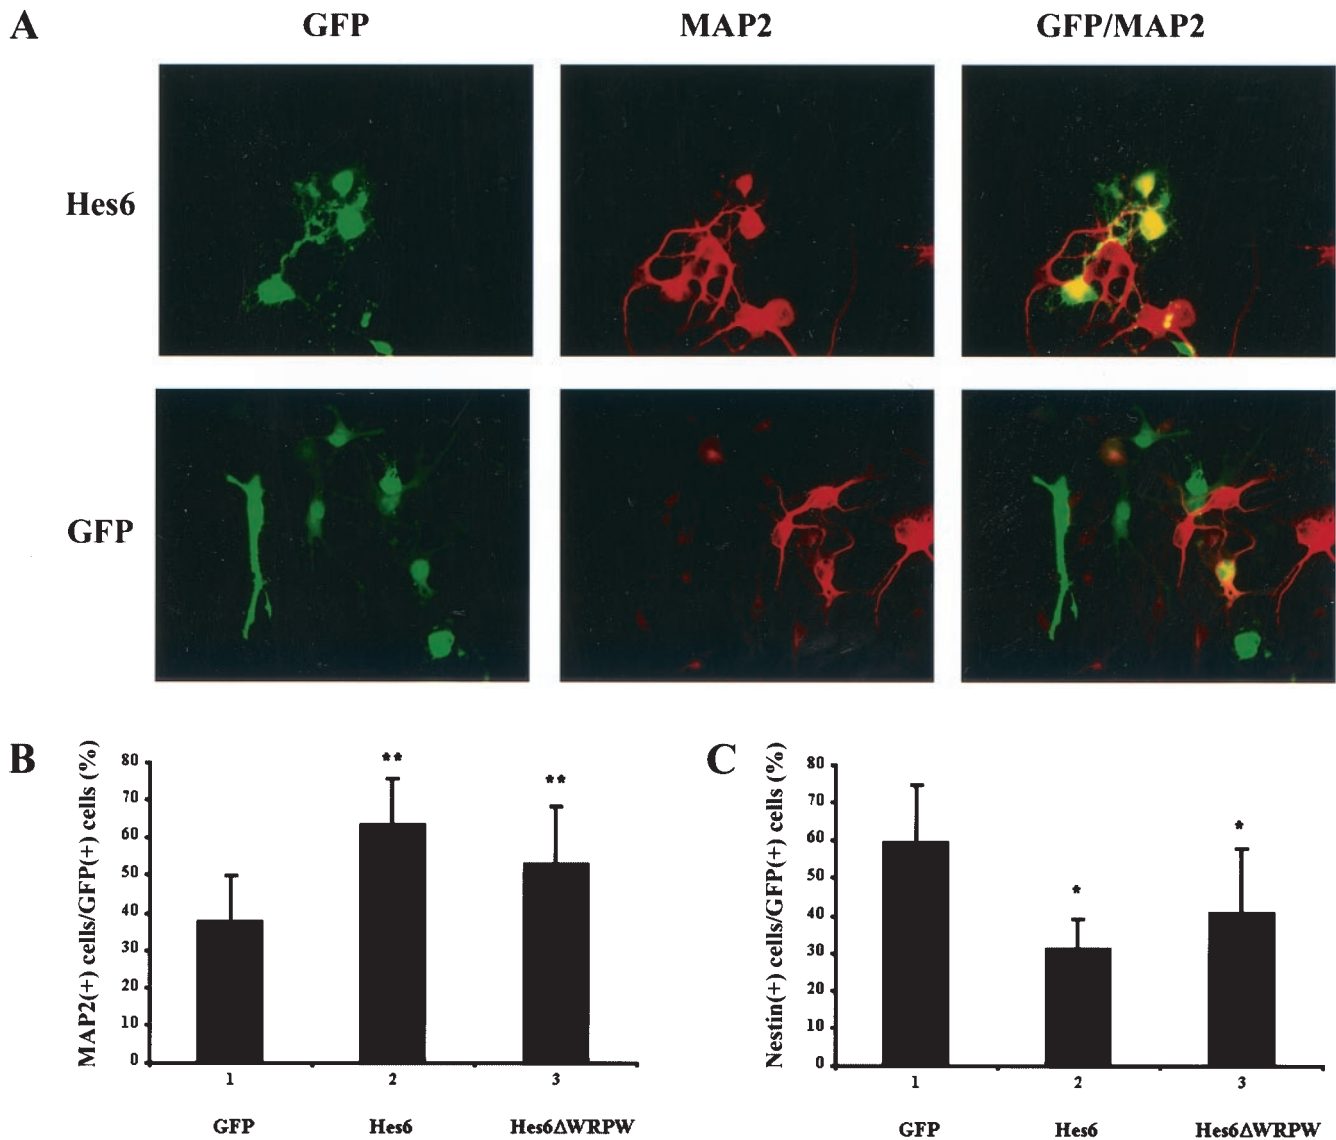 A
GFP MAP2 GFP/MAP2
Hes6
GFP
B
MAP2(+) cells/GFP(+) cells (%)
80
70
60
50
40
30
20
10
0
** **
1 2 3
GFP Hes6 Hes6ΔWRPW
C
Nestin(+) cells/GFP(+) cells (%)
80
70
60
50
40
30
20
10
0
* *
1 2 3
GFP Hes6 Hes6ΔWRPW